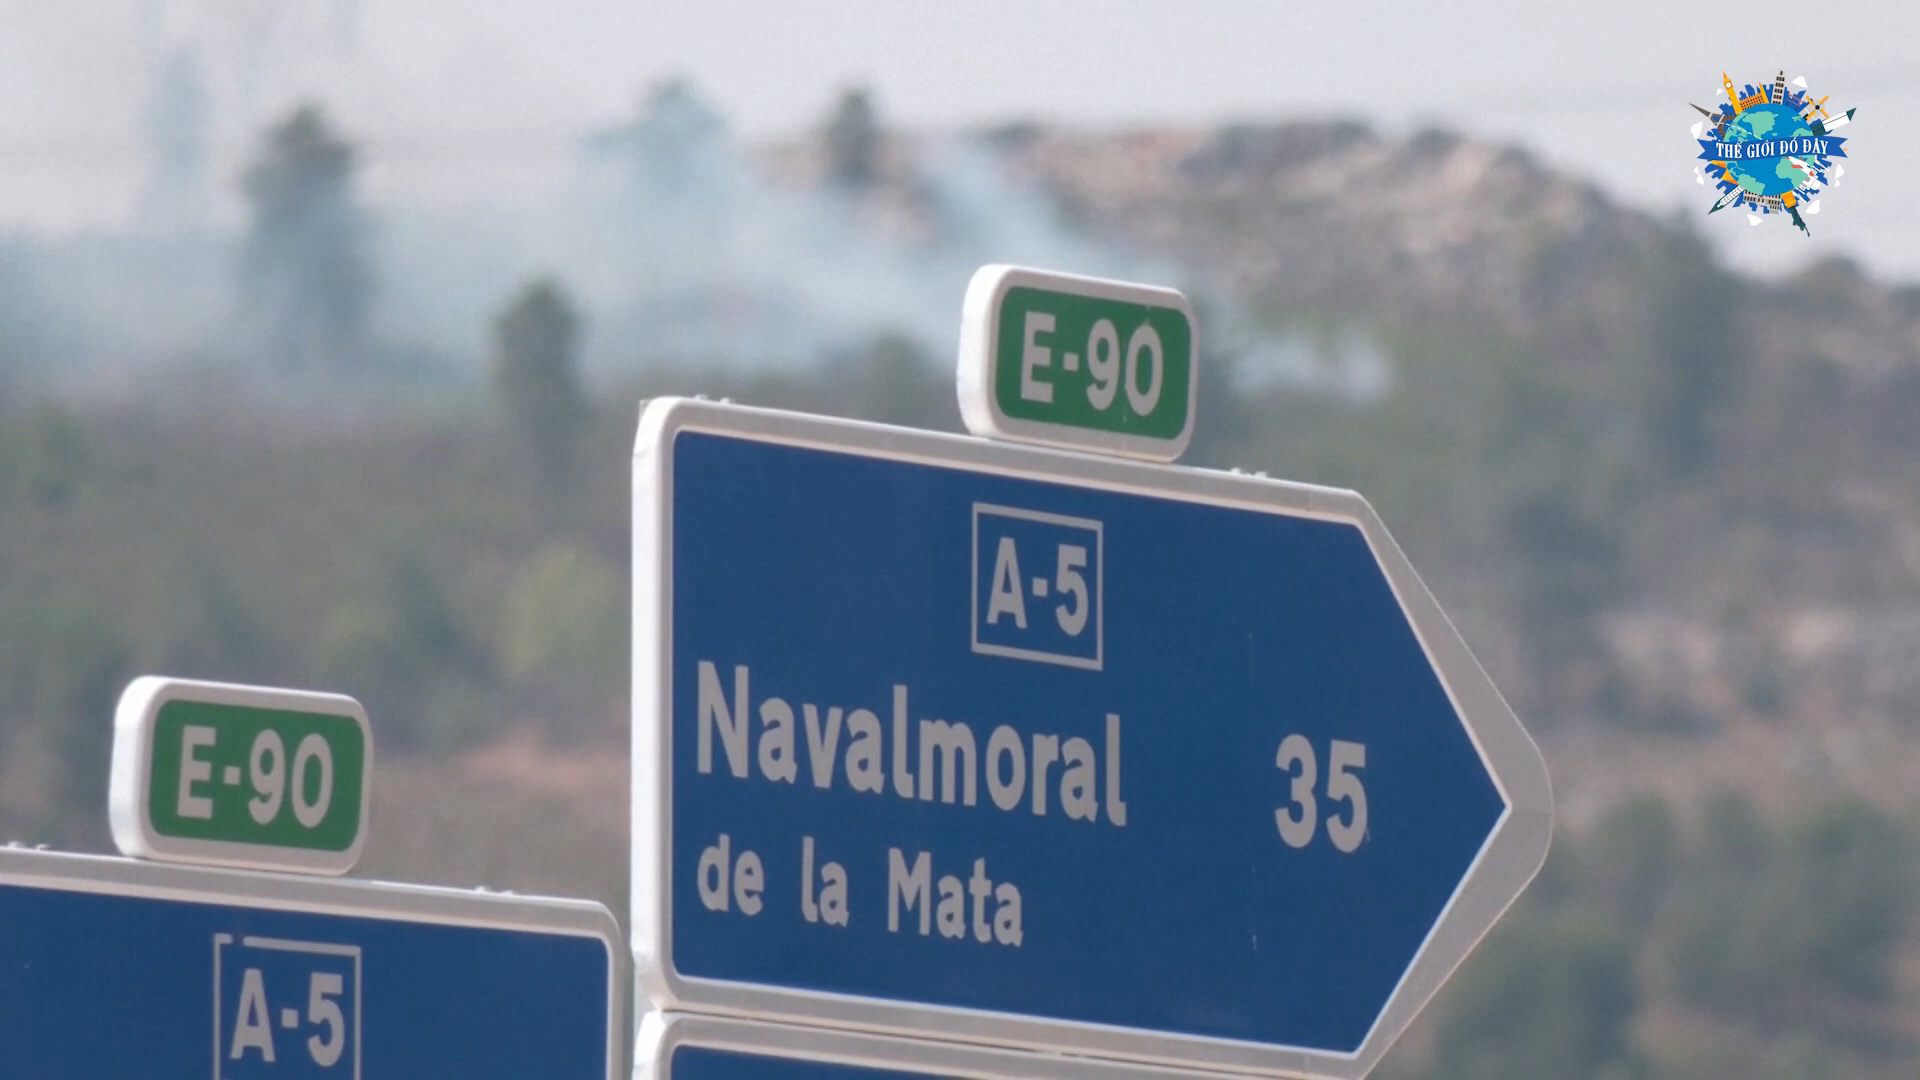 THẾ GIỚI ĐÓ ĐÂY
E-90
A-5
Navalmoral 35
de la Mata
E-90
A-5